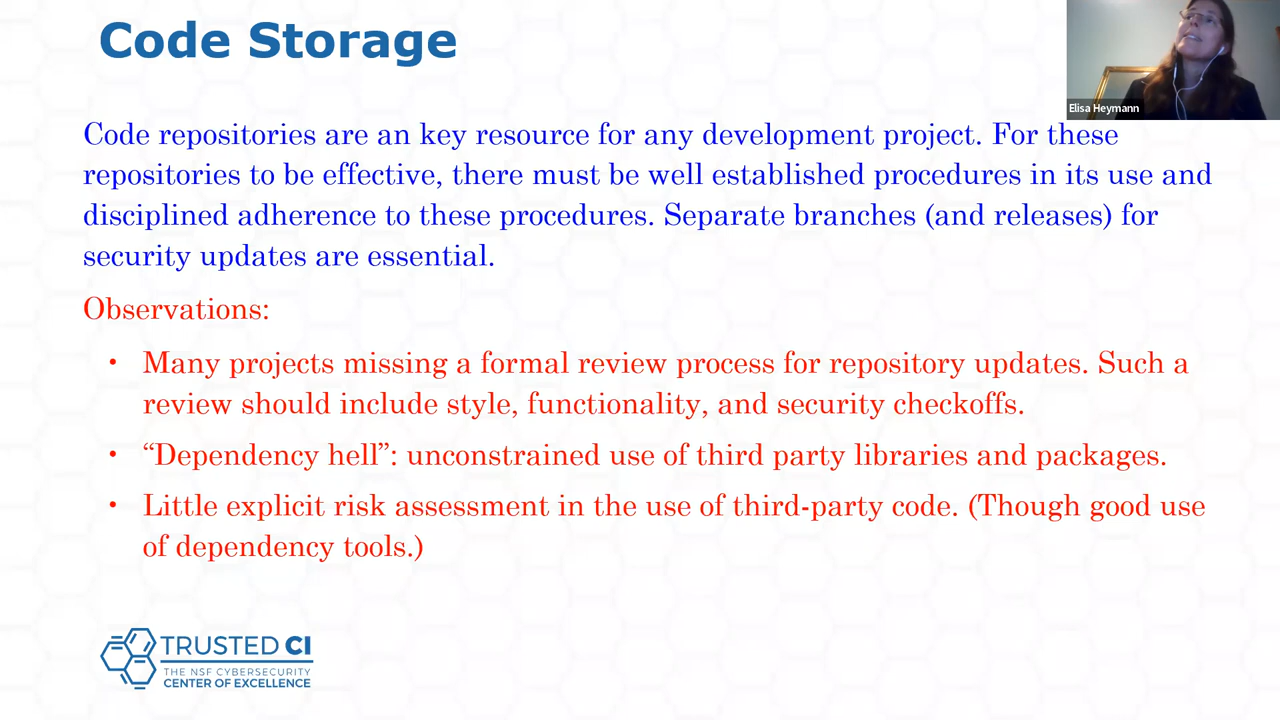 Code Storage
Elisa Heymann
Code repositories are an key resource for any development project. For these
repositories to be effective, there must be well established procedures in its use and
disciplined adherence to these procedures. Separate branches (and releases) for
security updates are essential.
Observations:
• Many projects missing a formal review process for repository updates. Such a
review should include style, functionality, and security checkoffs.
• “Dependency hell”: unconstrained use of third party libraries and packages.
• Little explicit risk assessment in the use of third-party code. (Though good use
of dependency tools.)
TRUSTED CI
THE NSF CYBERSECURITY
CENTER OF EXCELLENCE